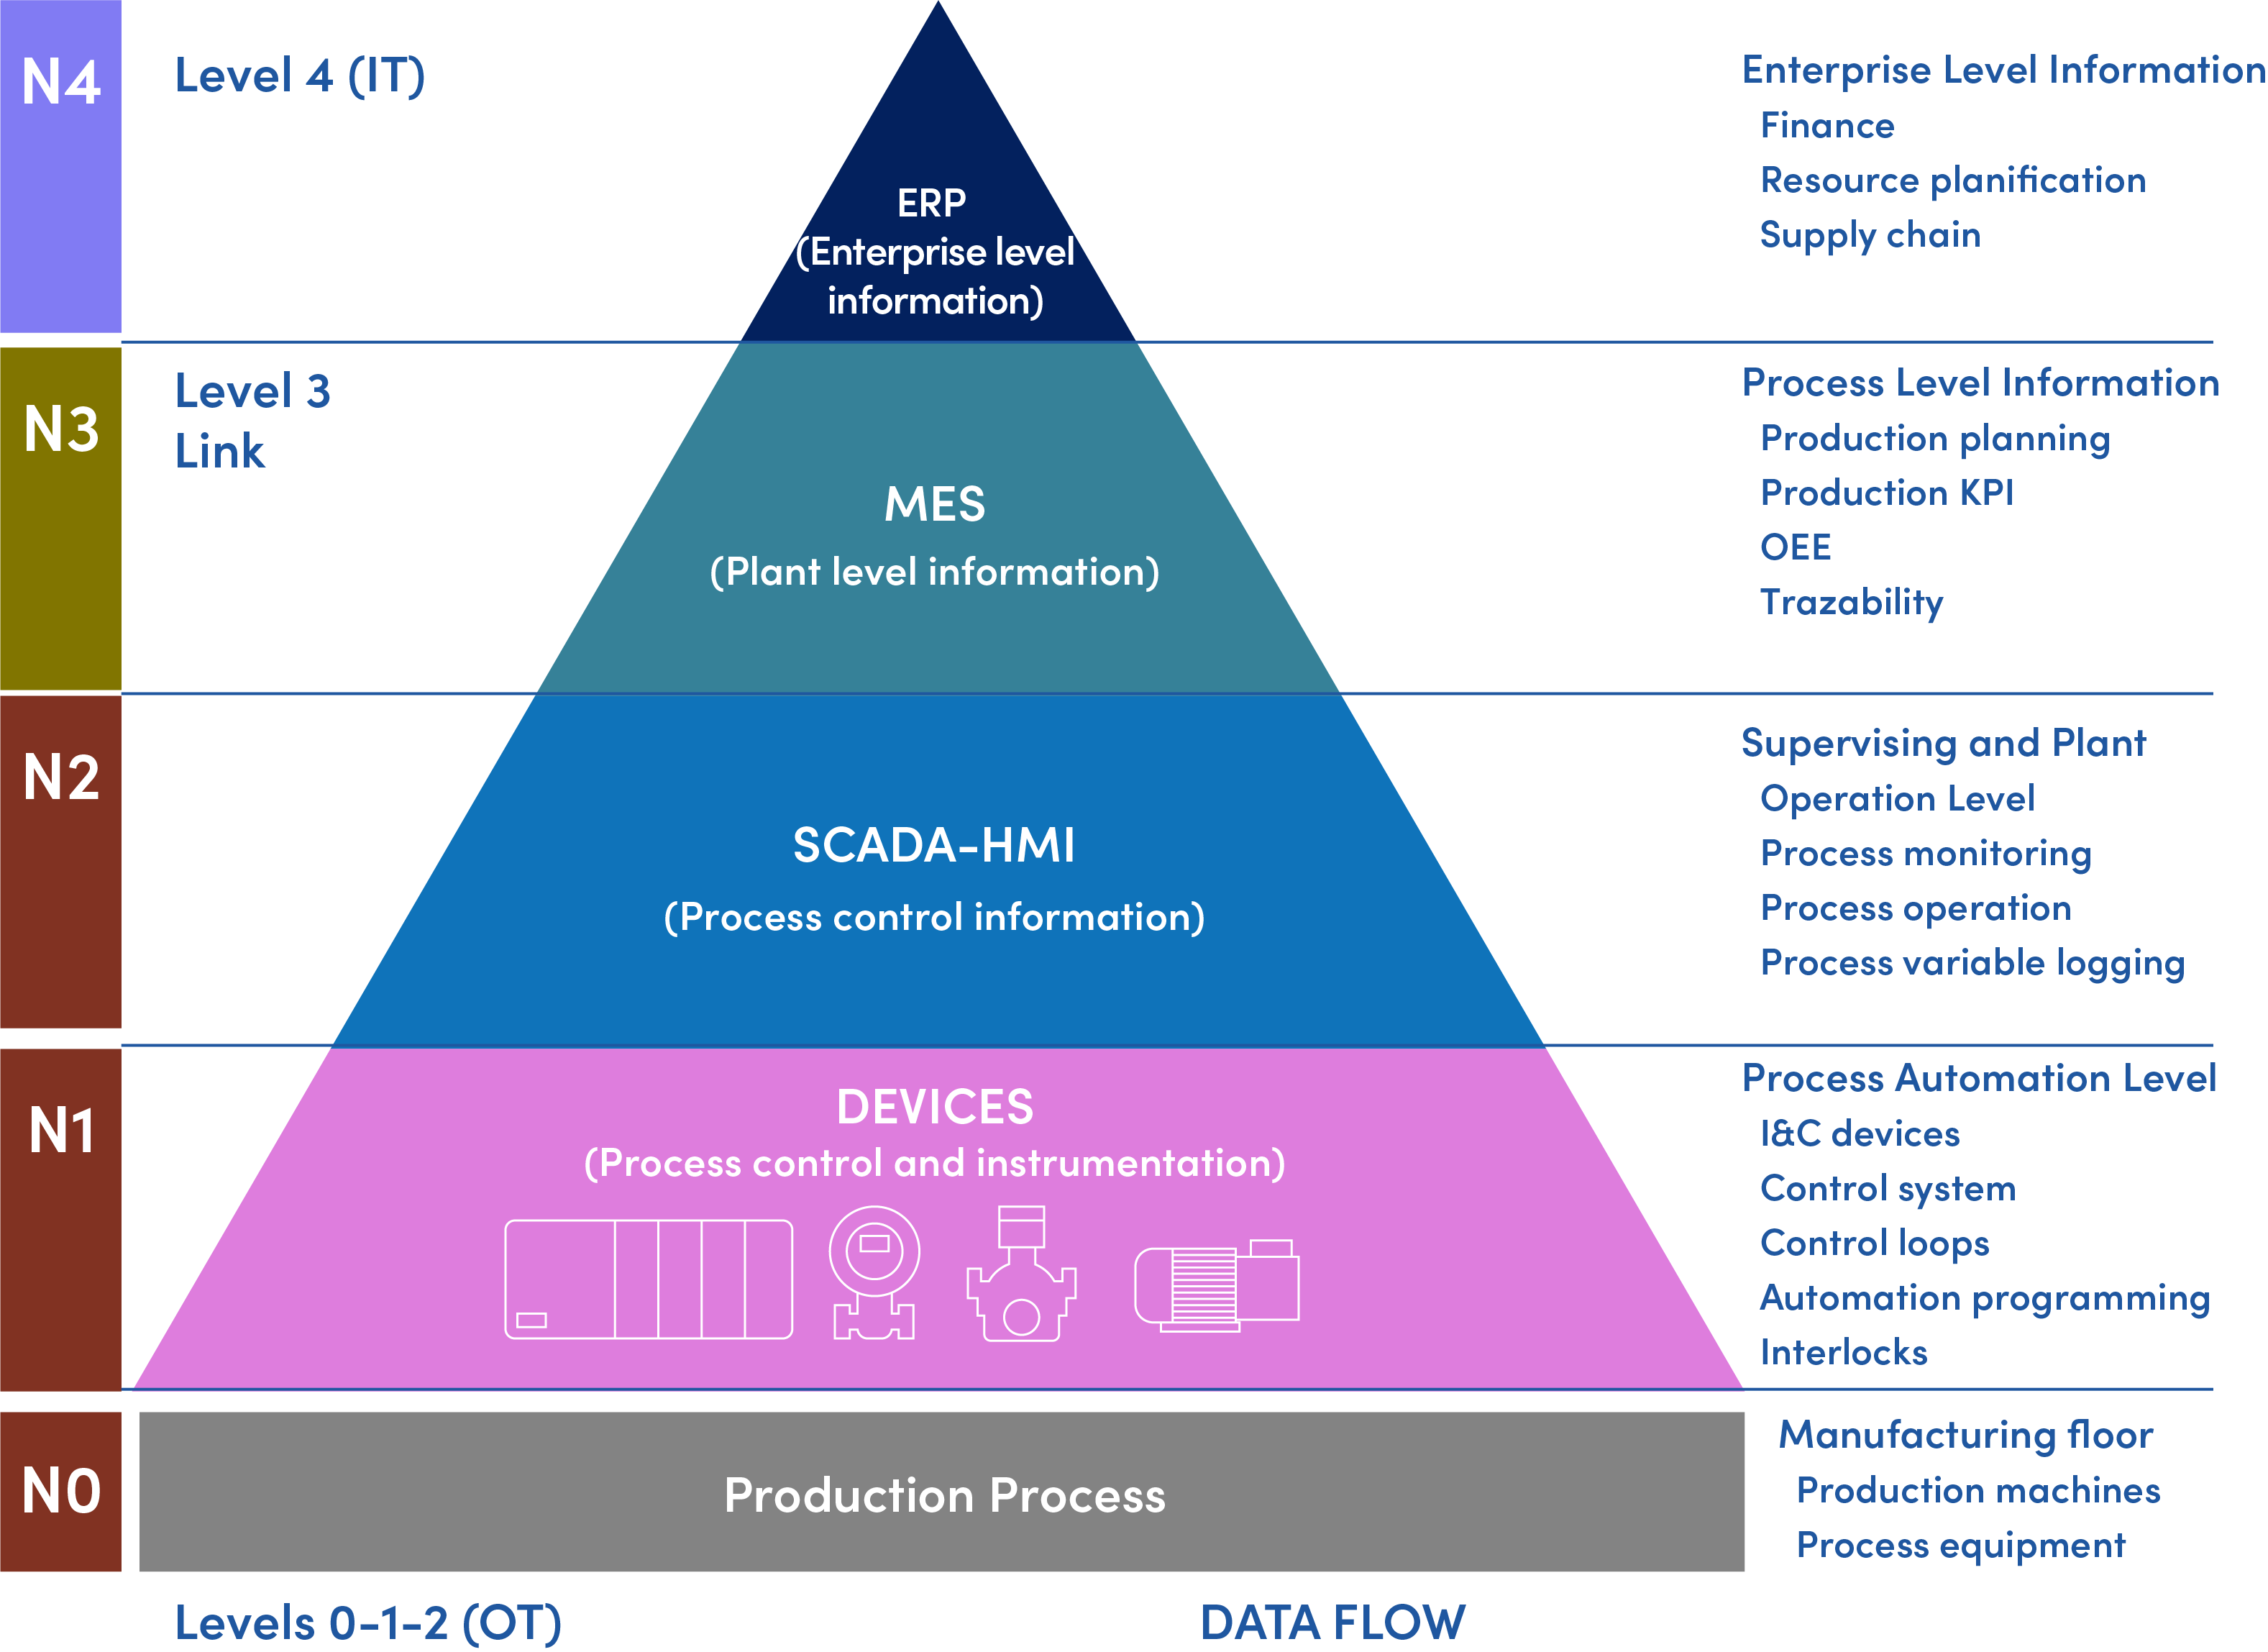 N4
Level 4 (IT)
ERP
(Enterprise level
information)
Enterprise Level Information
Finance
Resource planification
Supply chain
N3
Level 3
Link
MES
(Plant level information)
Process Level Information
Production planning
Production KPI
OEE
Trazability
N2
SCADA-HMI
(Process control information)
Supervising and Plant
Operation Level
Process monitoring
Process operation
Process variable logging
N1
DEVICES
(Process control and instrumentation)
Process Automation Level
I&C devices
Control system
Control loops
Automation programming
Interlocks
N0
Production Process
Manufacturing floor
Production machines
Process equipment
Levels 0-1-2 (OT)
DATA FLOW